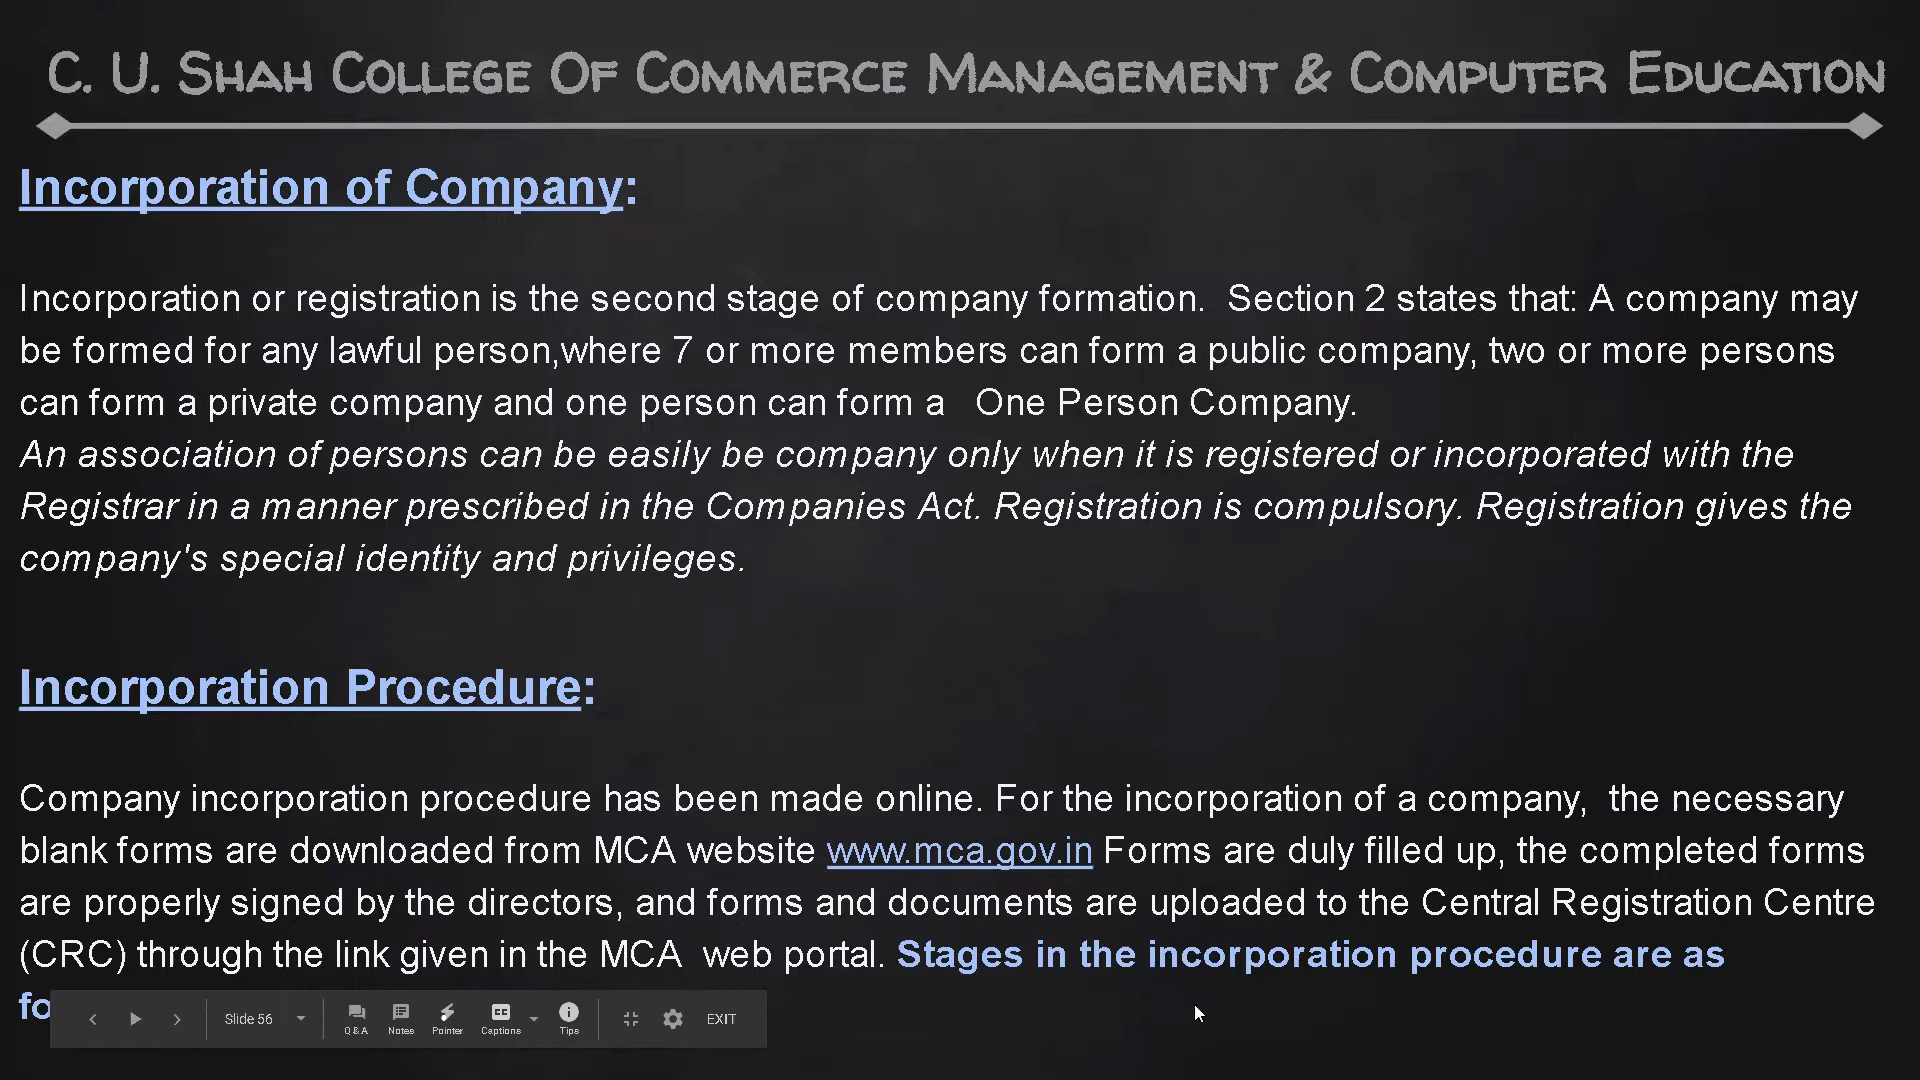 C. U. Shah College Of Commerce Management & Computer Education
Incorporation of Company:
Incorporation or registration is the second stage of company formation.  Section 2 states that: A company may
be formed for any lawful person,where 7 or more members can form a public company, two or more persons
can form a private company and one person can form a   One Person Company.
An association of persons can be easily be company only when it is registered or incorporated with the
Registrar in a manner prescribed in the Companies Act. Registration is compulsory. Registration gives the
company's special identity and privileges.
Incorporation Procedure:
Company incorporation procedure has been made online. For the incorporation of a company,  the necessary
blank forms are downloaded from MCA website www.mca.gov.in Forms are duly filled up, the completed forms
are properly signed by the directors, and forms and documents are uploaded to the Central Registration Centre
(CRC) through the link given in the MCA  web portal. Stages in the incorporation procedure are as
fo
Slide 56 Q & A Notes Pointer Captions Tips EXIT